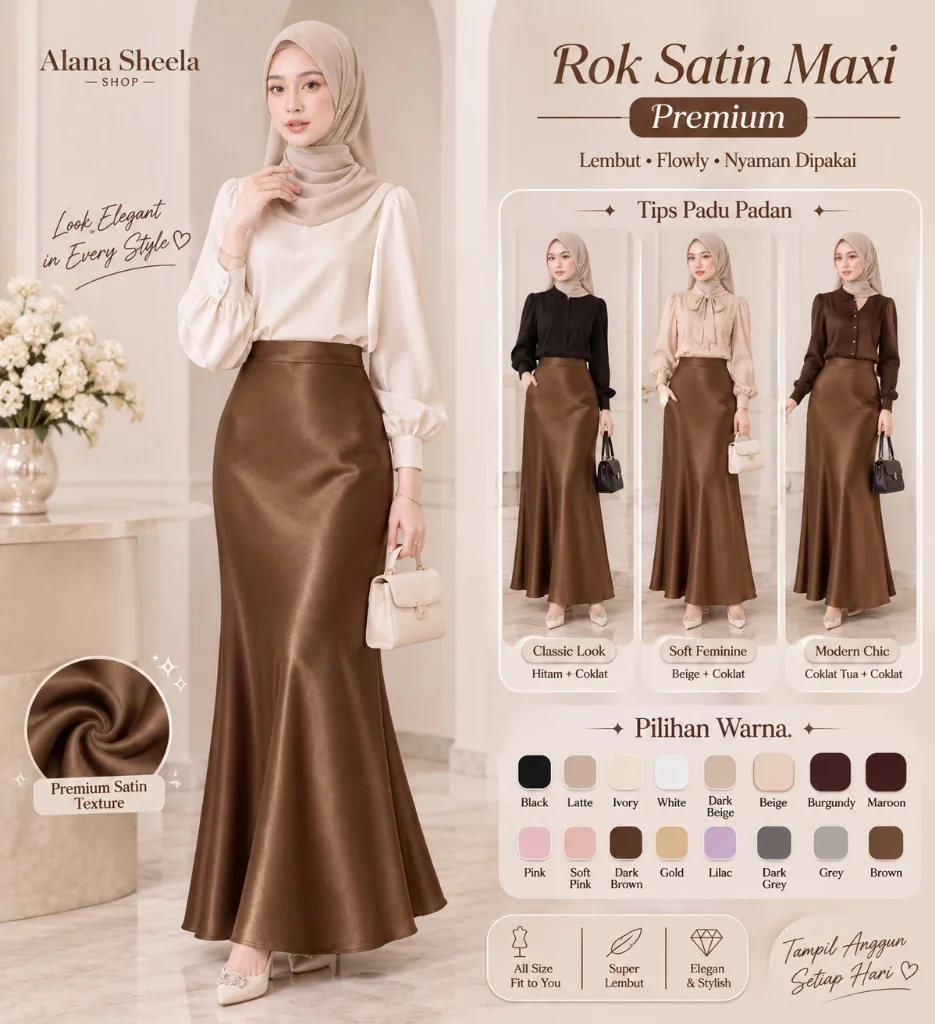 Alana Sheela
SHOP
Look Elegant
in Every Style
Premium Satin
Texture
Rok Satin Maxi
Premium
Lembut • Flowly • Nyaman Dipakai
Tips Padu Padan
Classic Look
Hitam + Coklat
Soft Feminine
Beige + Coklat
Modern Chic
Coklat Tua + Coklat
Pilihan Warna.
Black
Latte
Ivory
White
Dark
Beige
Beige
Burgundy
Maroon
Pink
Soft
Pink
Dark
Brown
Gold
Lilac
Dark
Grey
Grey
Brown
All Size
Fit to You
Super
Lembut
Elegan
& Stylish
Tampil Anggun
Setiap Hari